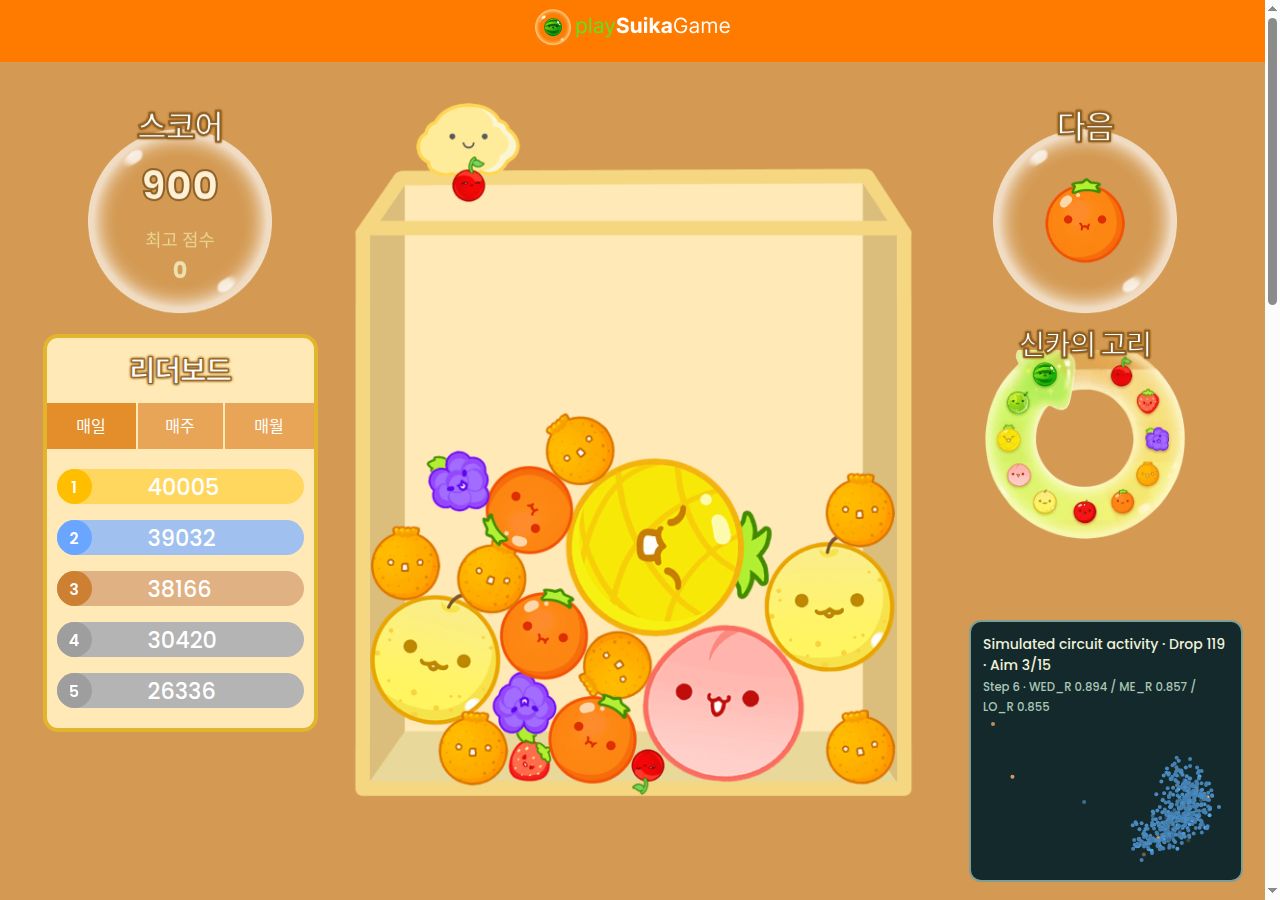 playSuikaGame
스코어
900
최고 점수
0
리더보드
매일 매주 매월
1 40005
2 39032
3 38166
4 30420
5 26336
다음
신카의 고리
Simulated circuit activity · Drop 119
· Aim 3/15
Step 6 · WED_R 0.894 / ME_R 0.857 /
LO_R 0.855